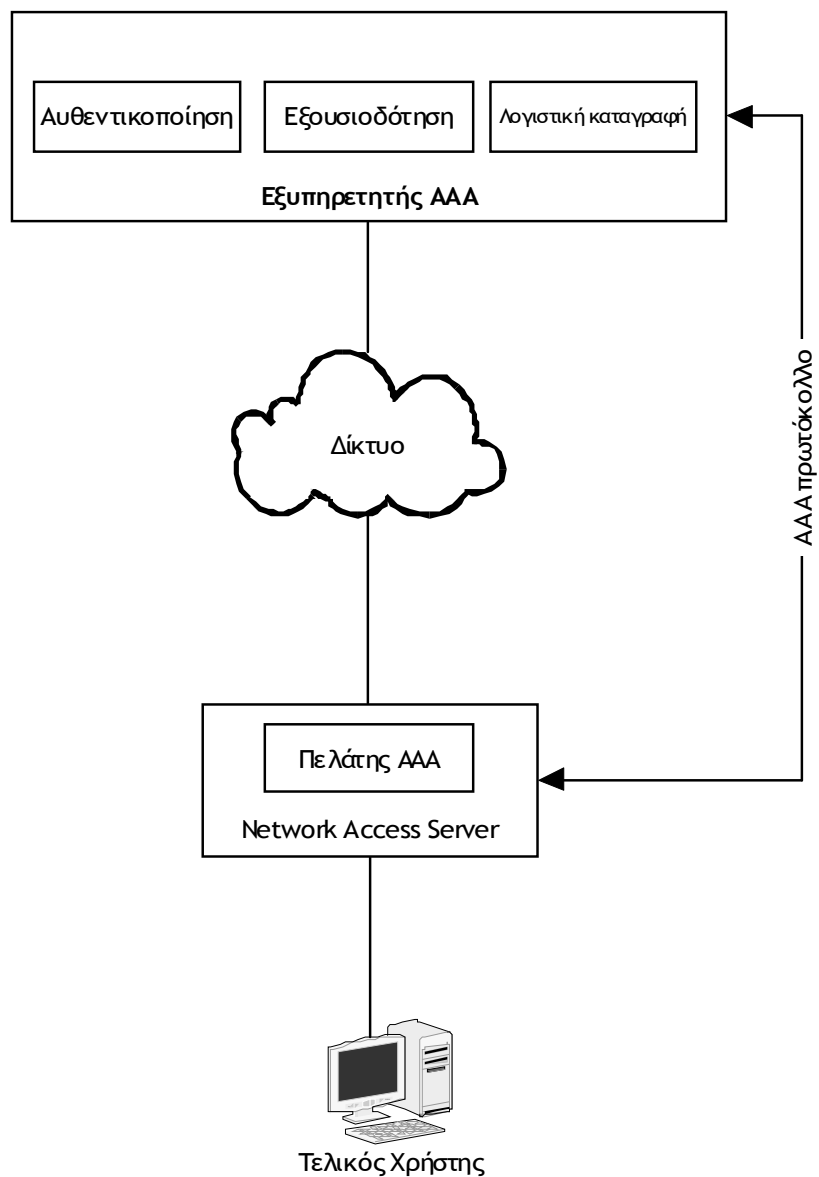 Αυθεντικοποίηση
Εξουσιοδότηση
Λογιστική καταγραφή
Εξυπηρετητής ΑΑΑ
Δίκτυο
ΑΑΑ πρωτόκολλο
Πελάτης ΑΑΑ
Network Access Server
Τελικός Χρήστης